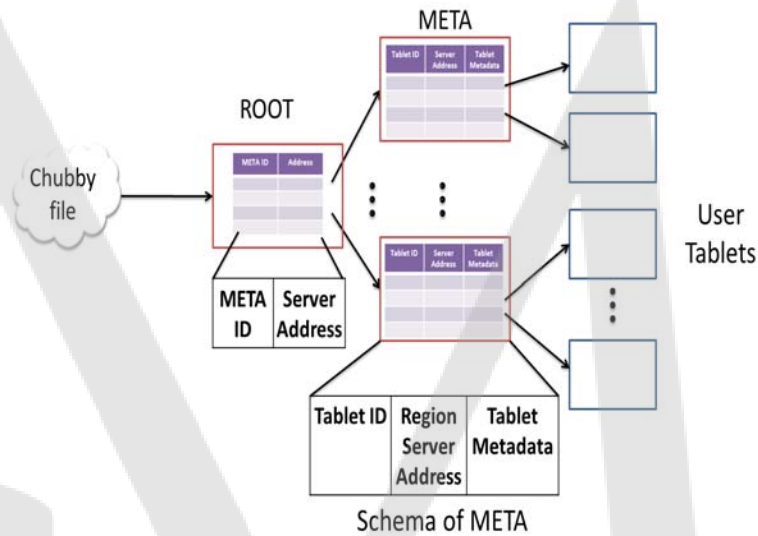 META
Tablet ID Server Address Tablet Metadata
ROOT
META ID Address
Chubby
file
META ID Server Address
Tablet ID Server Address Tablet Metadata
User
Tablets
Tablet ID Region Server Address Tablet Metadata
Schema of META